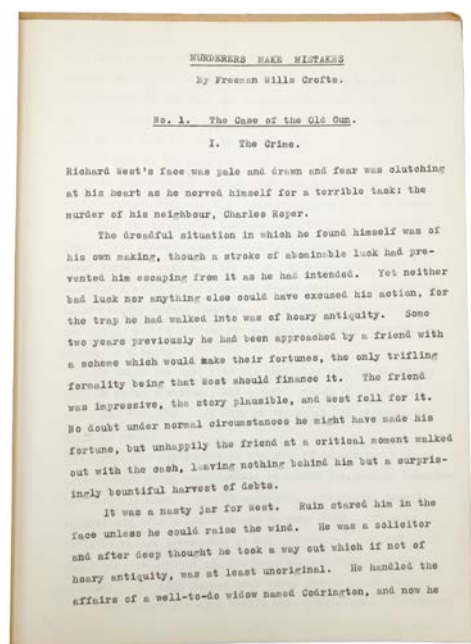 MURDERERS MAKE MISTAKES
By Freeman Wills Crofts.
No. 1. The Case of the Old Gun.
I. The Crime.
Richard West's face was pale and drawn and fear was clutching
at his heart as he nerved himself for a terrible task: the
murder of his neighbour, Charles Roper.
The dreadful situation in which he found himself was of
his own making, though a stroke of abominable luck had pre-
vented him escaping from it as he had intended. Yet neither
bad luck nor anything else could have excused his action, for
the trap he had walked into was of hoary antiquity. Some
two years previously he had been approached by a friend with
a scheme which would make their fortunes, the only trifling
formality being that West should finance it. The friend
was impressive, the story plausible, and West fell for it.
No doubt under normal circumstances he might have made his
fortune, but unhappily the friend at a critical moment walked
out with the cash, leaving nothing behind him but a surpris-
ingly bountiful harvest of debts.
It was a nasty jar for West. Ruin stared him in the
face unless he could raise the wind. He was a solicitor
and after deep thought he took a way out which if not of
hoary antiquity, was at least unoriginal. He handled the
affairs of a well-to-do widow named Codrington, and now he